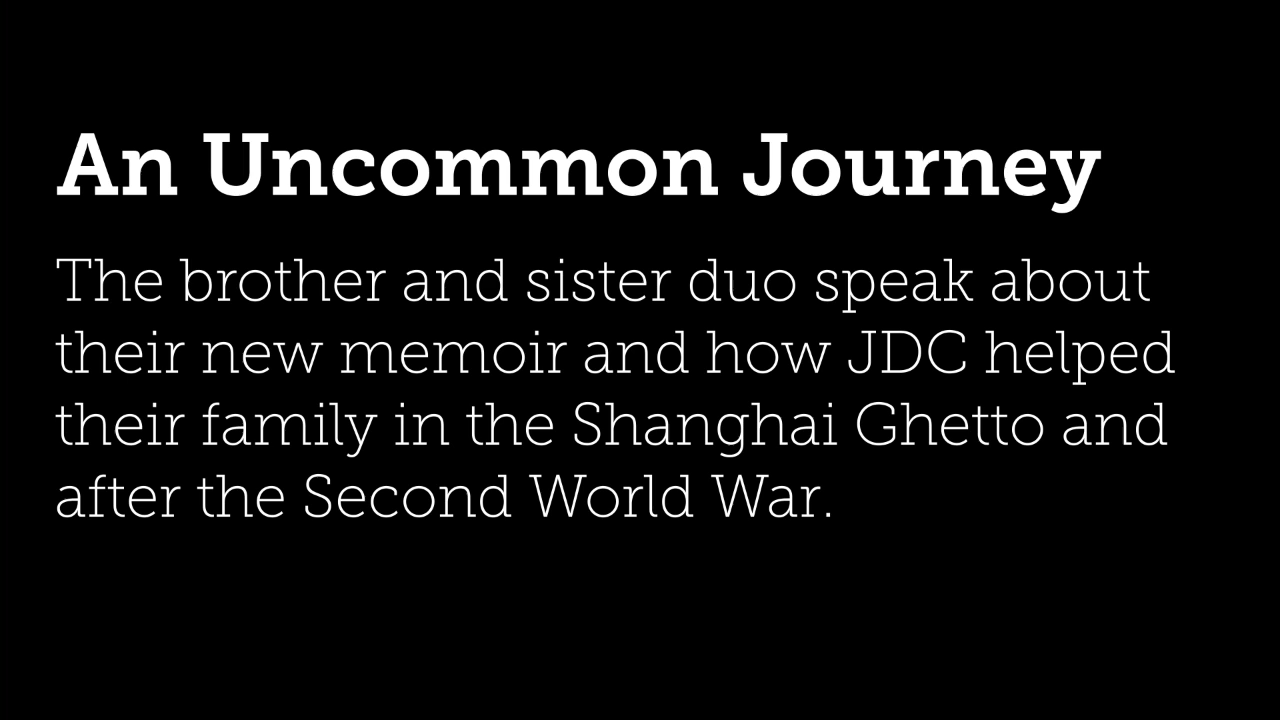 An Uncommon Journey
The brother and sister duo speak about
their new memoir and how JDC helped
their family in the Shanghai Ghetto and
after the Second World War.